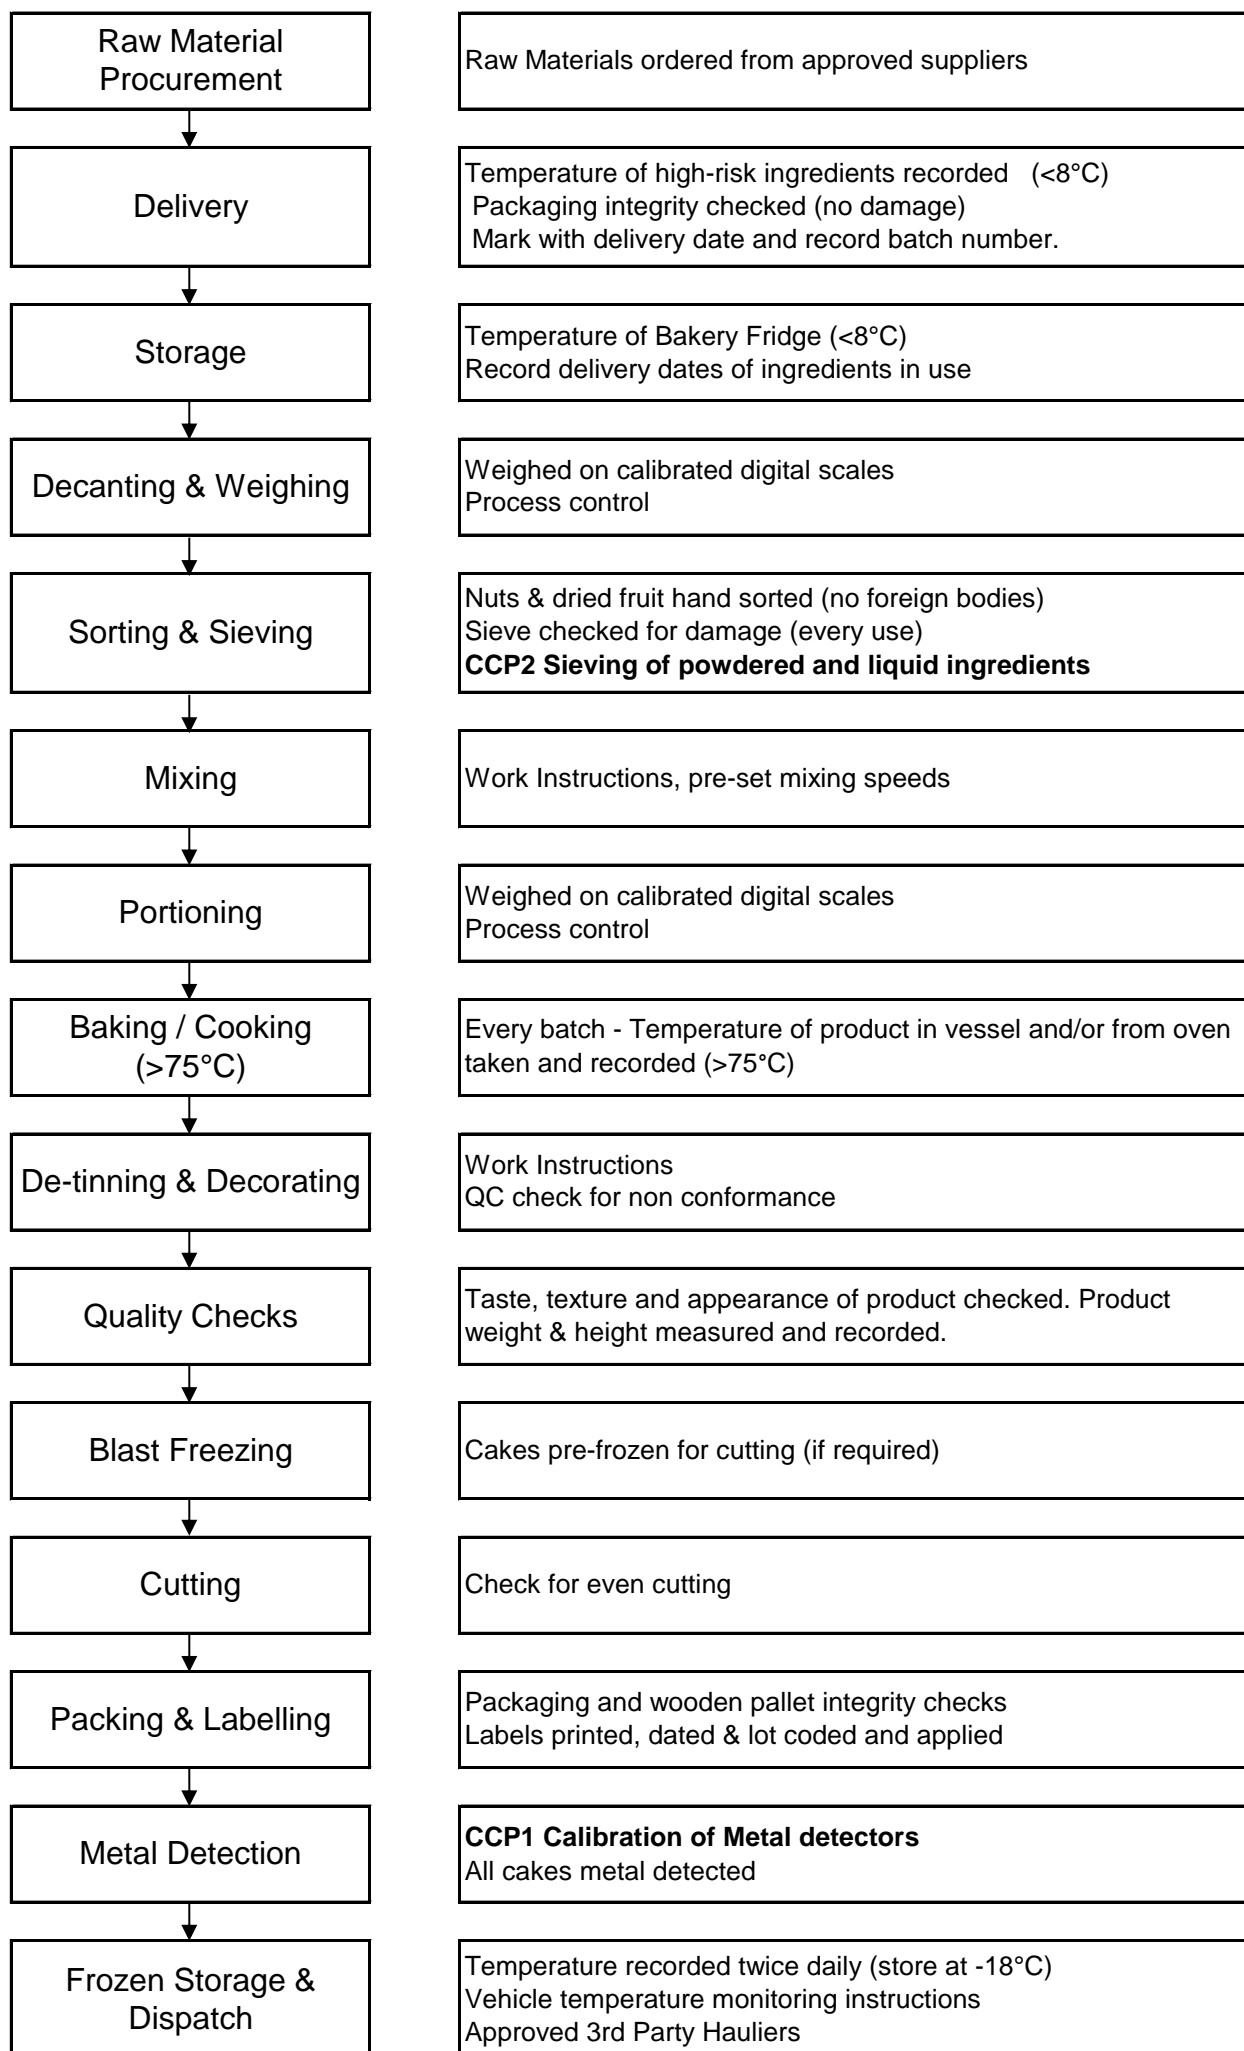 Raw Material
Procurement
Raw Materials ordered from approved suppliers
Delivery
Temperature of high-risk ingredients recorded (<8°C)
Packaging integrity checked (no damage)
Mark with delivery date and record batch number.
Storage
Temperature of Bakery Fridge (<8°C)
Record delivery dates of ingredients in use
Decanting & Weighing
Weighed on calibrated digital scales
Process control
Sorting & Sieving
Nuts & dried fruit hand sorted (no foreign bodies)
Sieve checked for damage (every use)
CCP2 Sieving of powdered and liquid ingredients
Mixing
Work Instructions, pre-set mixing speeds
Portioning
Weighed on calibrated digital scales
Process control
Baking / Cooking
(>75°C)
Every batch - Temperature of product in vessel and/or from oven
taken and recorded (>75°C)
De-tinning & Decorating
Work Instructions
QC check for non conformance
Quality Checks
Taste, texture and appearance of product checked. Product
weight & height measured and recorded.
Blast Freezing
Cakes pre-frozen for cutting (if required)
Cutting
Check for even cutting
Packing & Labelling
Packaging and wooden pallet integrity checks
Labels printed, dated & lot coded and applied
Metal Detection
CCP1 Calibration of Metal detectors
All cakes metal detected
Frozen Storage &
Dispatch
Temperature recorded twice daily (store at -18°C)
Vehicle temperature monitoring instructions
Approved 3rd Party Hauliers